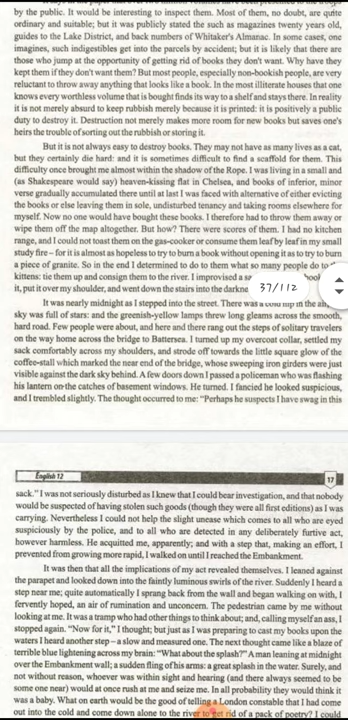 by the public. It would be interesting to inspect them. Most of them, no doubt, are quite
ordinary and suitable; but it was publicly stated the such as magazines twenty years old,
guides to the Lake District, and back numbers of Whitaker's Almanac. In some cases, one
imagines, such indigestibles get into the parcels by accident; but it is likely that there are
those who jump at the opportunity of getting rid of books they don't want. Why have they
kept them if they don't want them? But most people, especially non-bookish people, are very
reluctant to throw away anything that looks like a book. In the most illiterate houses that one
knows every worthless volume that is bought finds its way to a shelf and stays there. In reality
it is not merely absurd to keep rubbish merely because it is printed: it is positively a public
duty to destroy it. Destruction not merely makes more room for new books but saves one's
heirs the trouble of sorting out the rubbish or storing it.
But it is not always easy to destroy books. They may not have as many lives as a cat,
but they certainly die hard: and it is sometimes difficult to find a scaffold for them. This
difficulty once brought me almost within the shadow of the Rope. I was living in a small and
(as Shakespeare would say) heaven-kissing flat in Chelsea, and books of inferior, minor
verse gradually accumulated there until at last I was faced with alternative of either evicting
the books or else leaving them in sole, undisturbed tenancy and taking rooms elsewhere for
myself. Now no one would have bought these books. I therefore had to throw them away or
wipe them off the map altogether. But how? There were scores of them. I had no kitchen
range, and I could not toast them on the gas-cooker or consume them leaf by leaf in my small
study fire – for it is almost as hopeless to try to burn a book without opening it as to try to burn
a piece of granite. So in the end I determined to do to them what so many people do to
kittens: tie them up and consign them to the river. I improvised a
it, put it over my shoulder, and went down the stairs into the
37/112
It was nearly midnight as I stepped into the street. There was a cold nip in the
sky was full of stars: and the greenish-yellow lamps threw long gleams across the smooth,
hard road. Few people were about, and here and there rang out the steps of solitary travelers
on the way home across the bridge to Battersea. I turned up my overcoat collar, settled my
sack comfortably across my shoulders, and strode off towards the little square glow of the
coffee-stall which marked the near end of the bridge, whose sweeping iron girders were just
visible against the dark sky behind. A few doors down I passed a policeman who was flashing
his lantern on the catches of basement windows. He turned. I fancied he looked suspicious,
and I trembled slightly. The thought occurred to me: "Perhaps he suspects I have swag in this
English 12
17
sack." I was not seriously disturbed as I knew that I could bear investigation, and that nobody
would be suspected of having stolen such goods (though they were all first editions) as I was
carrying. Nevertheless I could not help the slight unease which comes to all who are eyed
suspiciously by the police, and to all who are detected in any deliberately furtive act,
however harmless. He acquitted me, apparently; and with a step that, making an effort, I
prevented from growing more rapid, I walked on until I reached the Embankment.
It was then that all the implications of my act revealed themselves. I leaned against
the parapet and looked down into the faintly luminous swirls of the river. Suddenly I heard a
step near me; quite automatically I sprang back from the wall and began walking on with, I
fervently hoped, an air of rumination and unconcern. The pedestrian came by me without
looking at me. It was a tramp who had other things to think about; and, calling myself an ass, I
stopped again. "Now for it," I thought; but just as I was preparing to cast my books upon the
waters I heard another step – a slow and measured one. The next thought came like a blaze of
terrible blue lightening across my brain: "What about the splash?" A man leaning at midnight
over the Embankment wall; a sudden fling of his arms: a great splash in the water. Surely, and
not without reason, whoever was within sight and hearing (and there always seemed to be
some one near) would at once rush at me and seize me. In all probability they would think it
was a baby. What on earth would be the good of telling a London constable that I had come
out into the cold and come down alone to the river to get rid of a pack of poetry? I could